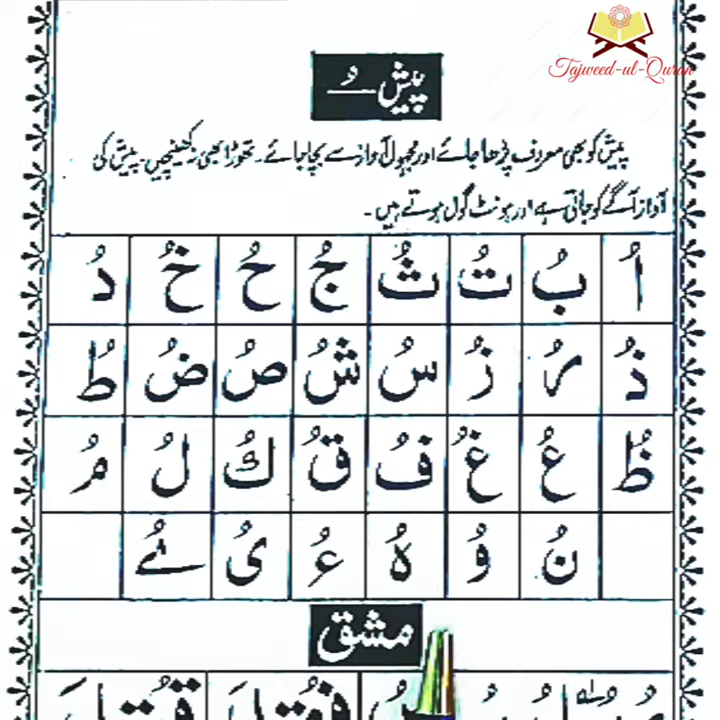 Tajweed-ul-Quran
پیش ـُـ
پیش کو بھی معروف پڑھا جائے اور مجہول آواز سے بچا جائے۔ تھوڑا بھی نہ کھینچیں۔ پیش کی
آواز آگے کو جاتی ہے اور ہونٹ گول ہوتے ہیں۔
اُ بُ تُ ثُ جُ حُ خُ دُ
ذُ رُ زُ سُ شُ صُ ضُ طُ
ظُ عُ غُ فُ قُ كُ لُ مُ
نُ وُ هُ ءُ ىُ ےُ
مشق